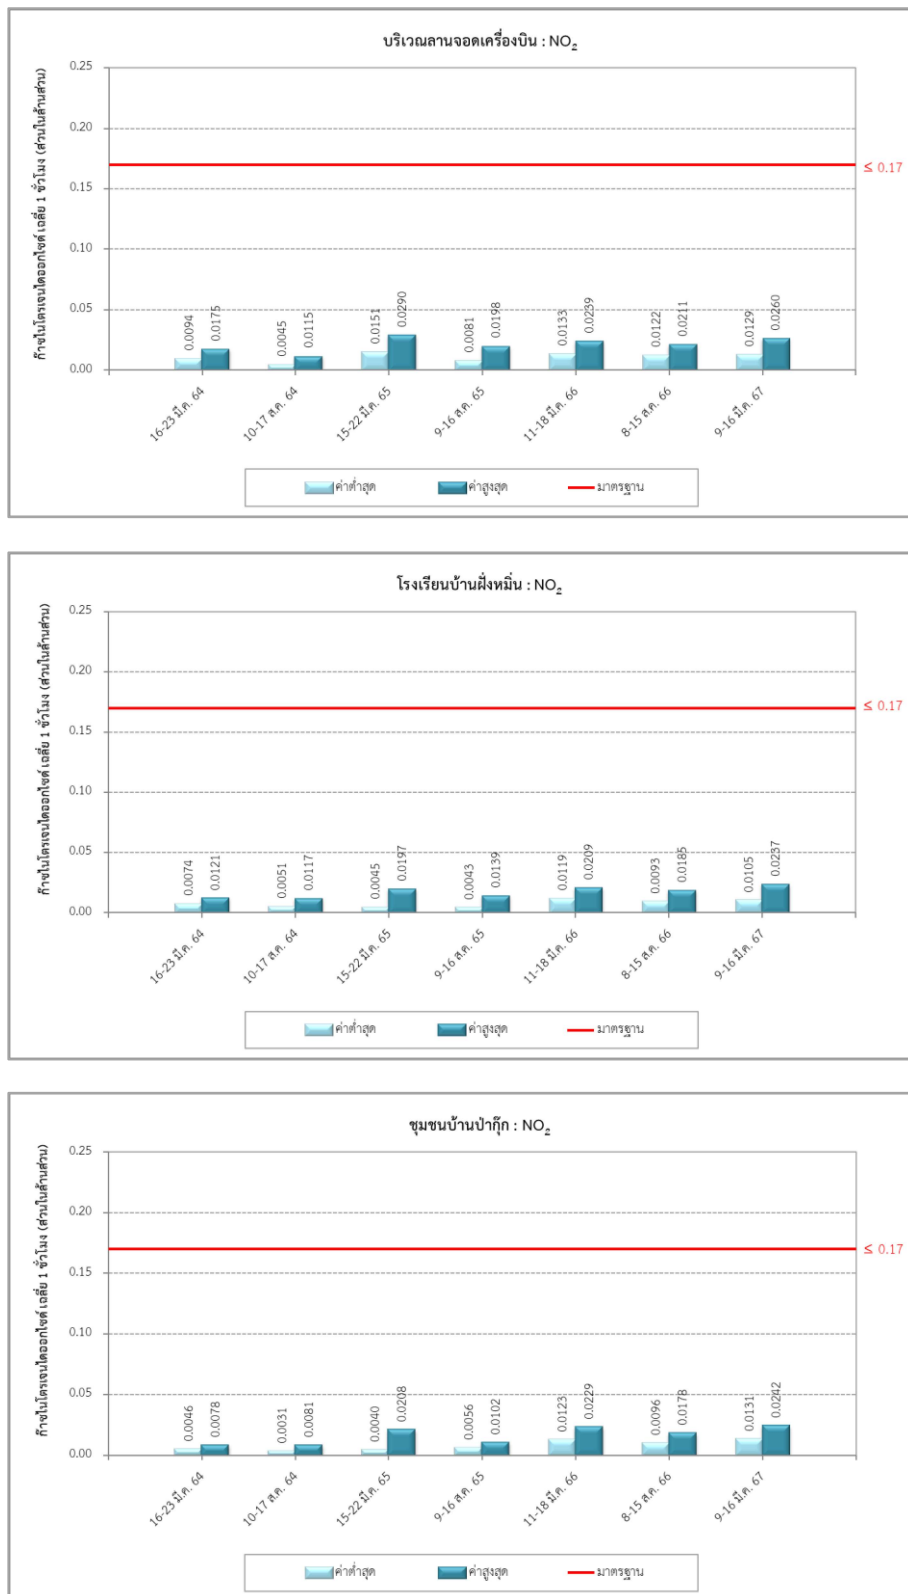 บริเวณลานจอดเครื่องบิน : NO₂
ก๊าซไนโตรเจนไดออกไซด์ เฉลี่ย 1 ชั่วโมง (ส่วนในล้านส่วน)
0.25
0.20
0.15
0.10
0.05
0.00
≤ 0.17
0.0094 0.0175 0.0045 0.0115 0.0151 0.0290 0.0081 0.0198 0.0133 0.0239 0.0122 0.0211 0.0129 0.0260
16-23 มี.ค. 64 10-17 ส.ค. 64 15-22 มี.ค. 65 9-16 ส.ค. 65 11-18 มี.ค. 66 8-15 ส.ค. 66 9-16 มี.ค. 67
ค่าต่ำสุด ค่าสูงสุด มาตรฐาน
โรงเรียนบ้านฝั่งหมิ่น : NO₂
ก๊าซไนโตรเจนไดออกไซด์ เฉลี่ย 1 ชั่วโมง (ส่วนในล้านส่วน)
0.25
0.20
0.15
0.10
0.05
0.00
≤ 0.17
0.0074 0.0121 0.0051 0.0117 0.0045 0.0197 0.0043 0.0139 0.0119 0.0209 0.0093 0.0185 0.0105 0.0237
16-23 มี.ค. 64 10-17 ส.ค. 64 15-22 มี.ค. 65 9-16 ส.ค. 65 11-18 มี.ค. 66 8-15 ส.ค. 66 9-16 มี.ค. 67
ค่าต่ำสุด ค่าสูงสุด มาตรฐาน
ชุมชนบ้านป่ากุ๊ก : NO₂
ก๊าซไนโตรเจนไดออกไซด์ เฉลี่ย 1 ชั่วโมง (ส่วนในล้านส่วน)
0.25
0.20
0.15
0.10
0.05
0.00
≤ 0.17
0.0046 0.0078 0.0031 0.0081 0.0040 0.0208 0.0056 0.0102 0.0123 0.0229 0.0096 0.0178 0.0131 0.0242
16-23 มี.ค. 64 10-17 ส.ค. 64 15-22 มี.ค. 65 9-16 ส.ค. 65 11-18 มี.ค. 66 8-15 ส.ค. 66 9-16 มี.ค. 67
ค่าต่ำสุด ค่าสูงสุด มาตรฐาน